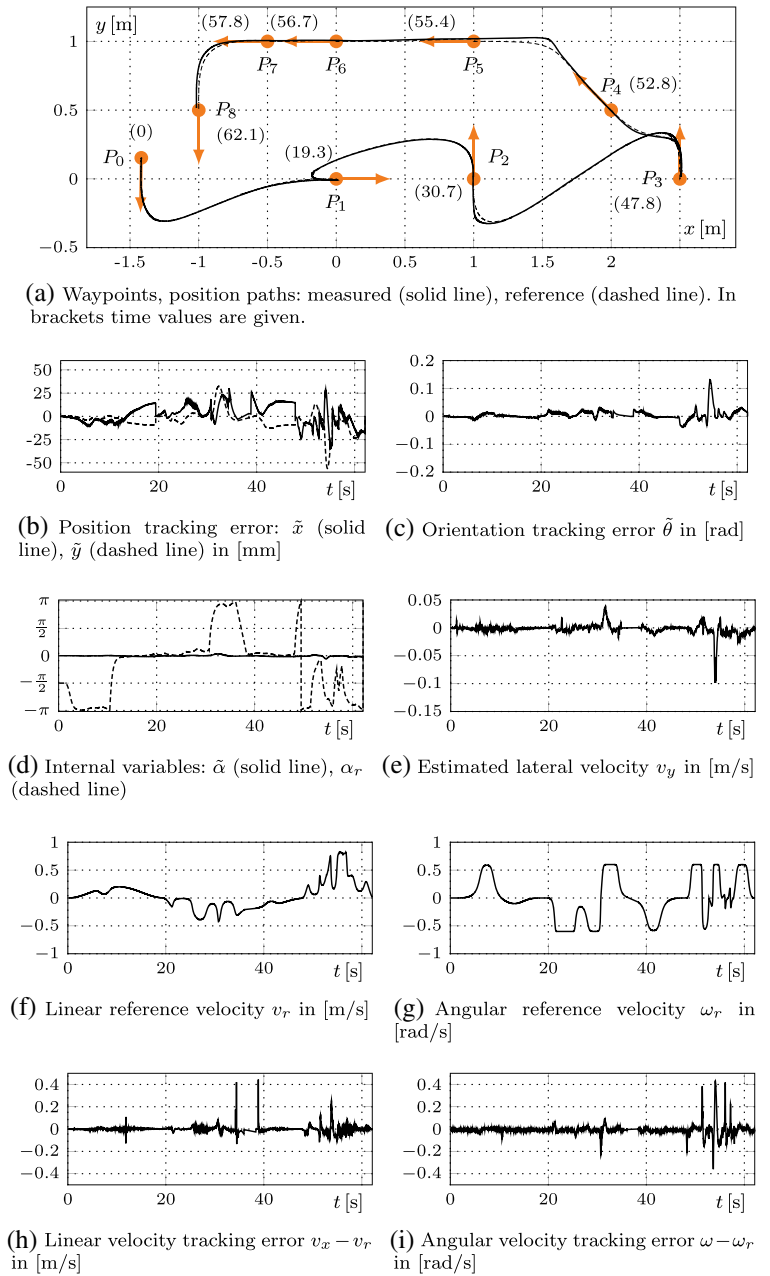 y [m]
(57.8) (56.7) (55.4)
1
P7 P6 P5
P4 (52.8)
0.5
P8
(0) (62.1)
P0 (19.3) P2
0
P1 (30.7) P3
(47.8)
x [m]
−0.5
-1.5 -1 -0.5 0 0.5 1 1.5 2
(a) Waypoints, position paths: measured (solid line), reference (dashed line). In
brackets time values are given.
50
25
0
-25
-50
0 20 40 t [s]
(b) Position tracking error: x̃ (solid
line), ỹ (dashed line) in [mm]
0.2
0.1
0
−0.1
−0.2
0 20 40 t [s]
(c) Orientation tracking error θ̃ in [rad]
π
π/2
0
−π/2
−π
0 20 40 t [s]
(d) Internal variables: α̃ (solid line), αr
(dashed line)
0.05
0
−0.05
−0.1
−0.15
0 20 40 t [s]
(e) Estimated lateral velocity vy in [m/s]
1
0.5
0
−0.5
−1
0 20 40 t [s]
(f) Linear reference velocity vr in [m/s]
1
0.5
0
−0.5
−1
0 20 40 t [s]
(g) Angular reference velocity ωr in
[rad/s]
0.4
0.2
0
−0.2
−0.4
0 20 40 t [s]
(h) Linear velocity tracking error vx − vr
in [m/s]
0.4
0.2
0
−0.2
−0.4
0 20 40 t [s]
(i) Angular velocity tracking error ω−ωr
in [rad/s]